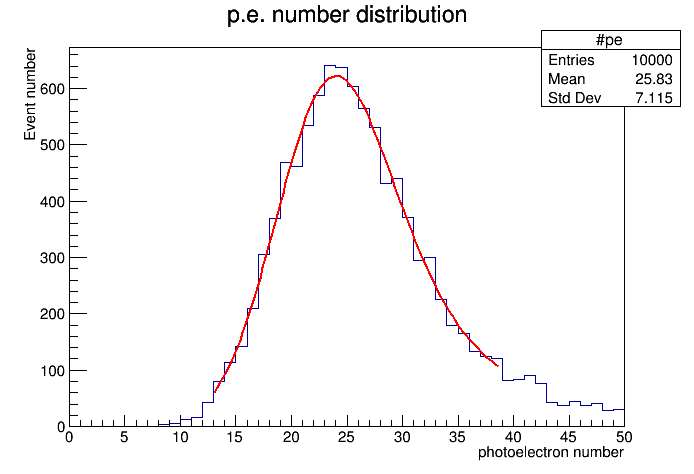 p.e. number distribution
#pe
Entries 10000
Mean 25.83
Std Dev 7.115
Event number
600
500
400
300
200
100
0
0 5 10 15 20 25 30 35 40 45 50
photoelectron number